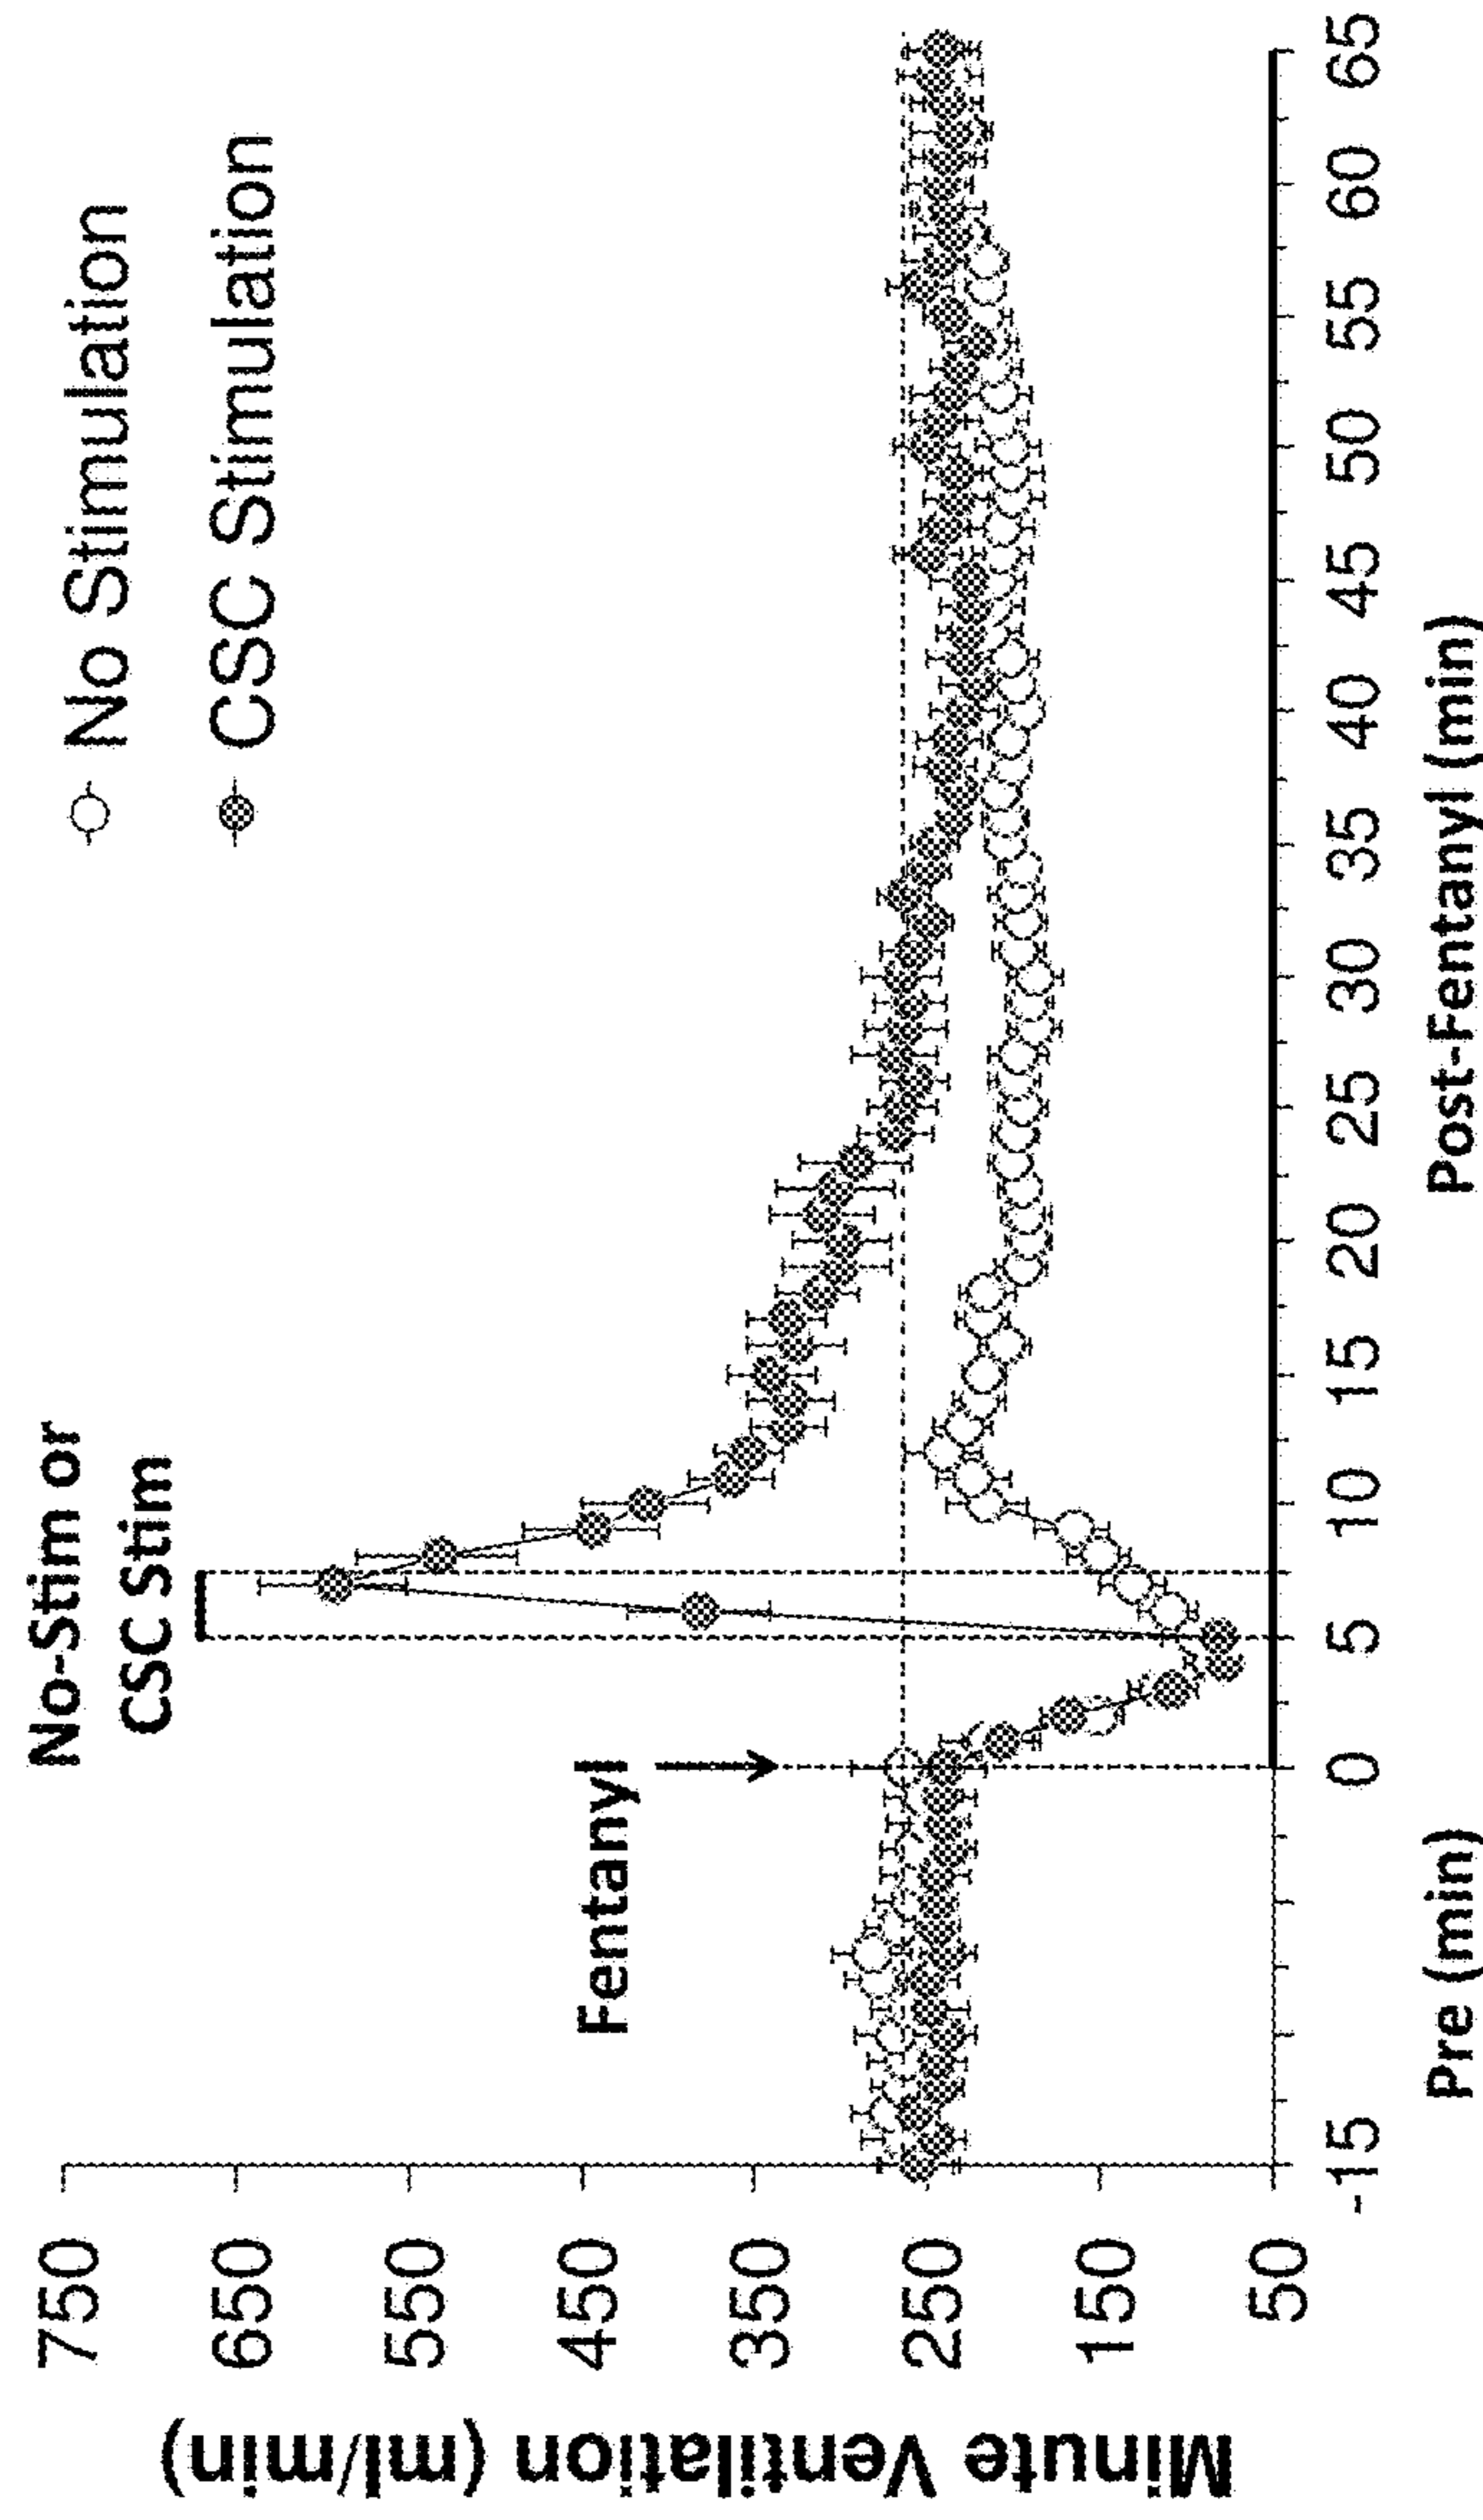 No-Stim or
CSC Stim
No Stimulation
CSC Stimulation
Fentanyl
Minute Ventilation (ml/min)
750
650
550
450
350
250
150
50
-15 0 5 10 15 20 25 30 35 40 45 50 55 60 65
Pre (min) Post-Fentanyl (min)